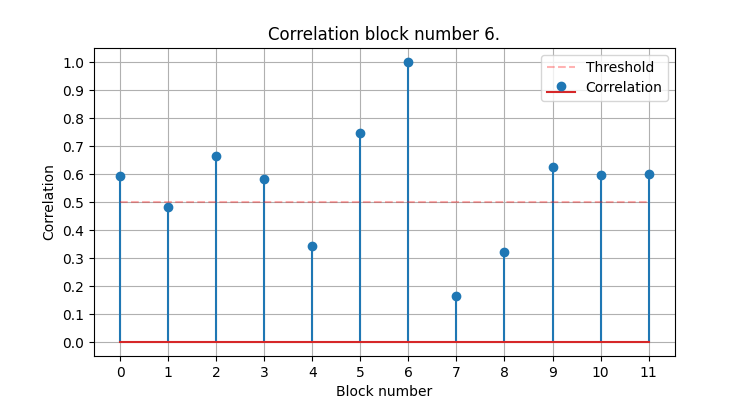 Correlation block number 6.
Threshold
Correlation
Correlation
1.0
0.9
0.8
0.7
0.6
0.5
0.4
0.3
0.2
0.1
0.0
0 1 2 3 4 5 6 7 8 9 10 11
Block number